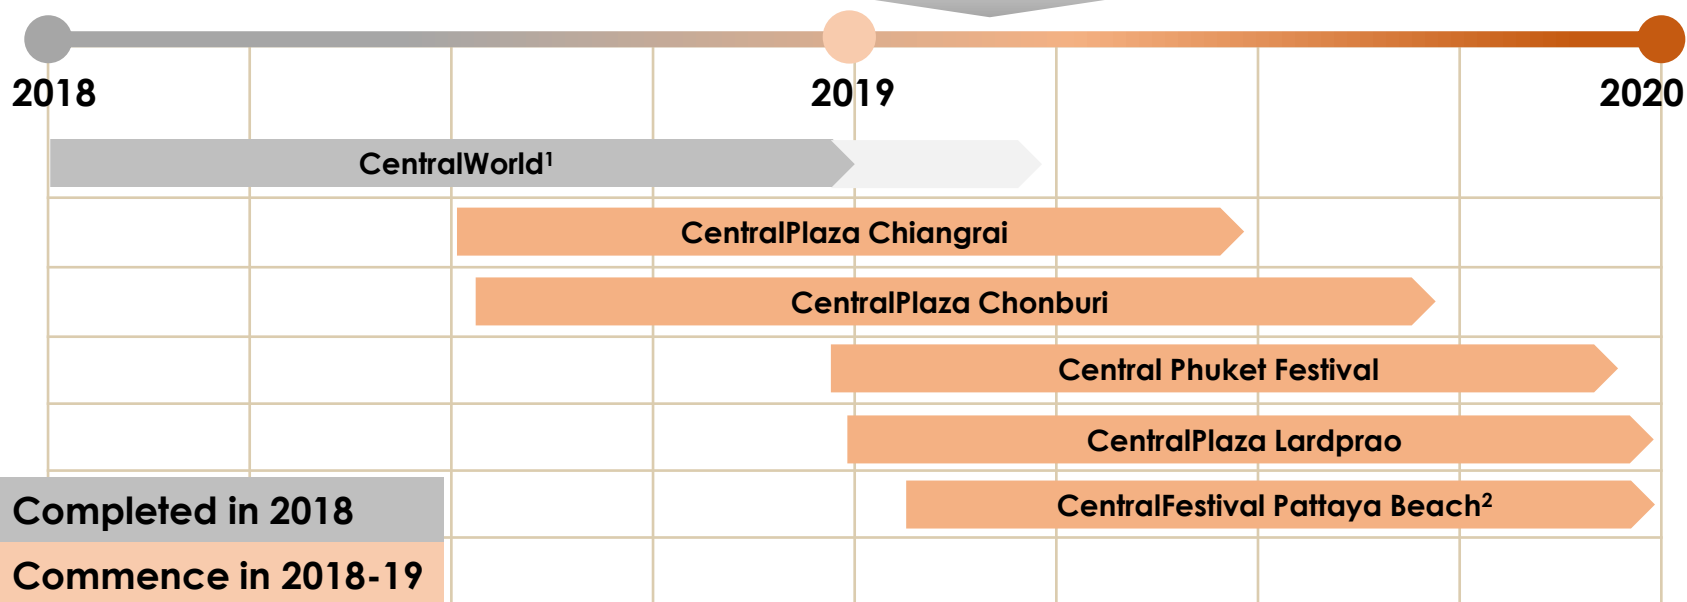 2018 2019 2020
CentralWorld¹
CentralPlaza Chiangrai
CentralPlaza Chonburi
Central Phuket Festival
CentralPlaza Lardprao
CentralFestival Pattaya Beach²
Completed in 2018
Commence in 2018-19